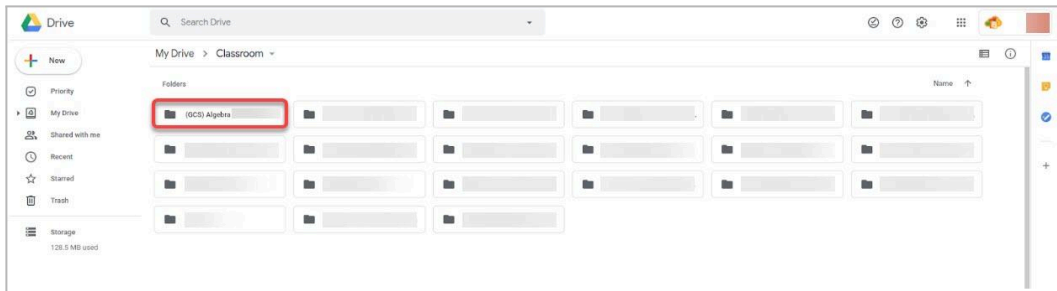 Drive
Search Drive
New
My Drive > Classroom
Priority
My Drive
Shared with me
Recent
Starred
Trash
Storage
128.5 MB used
Folders
Name
(GCS) Algebra